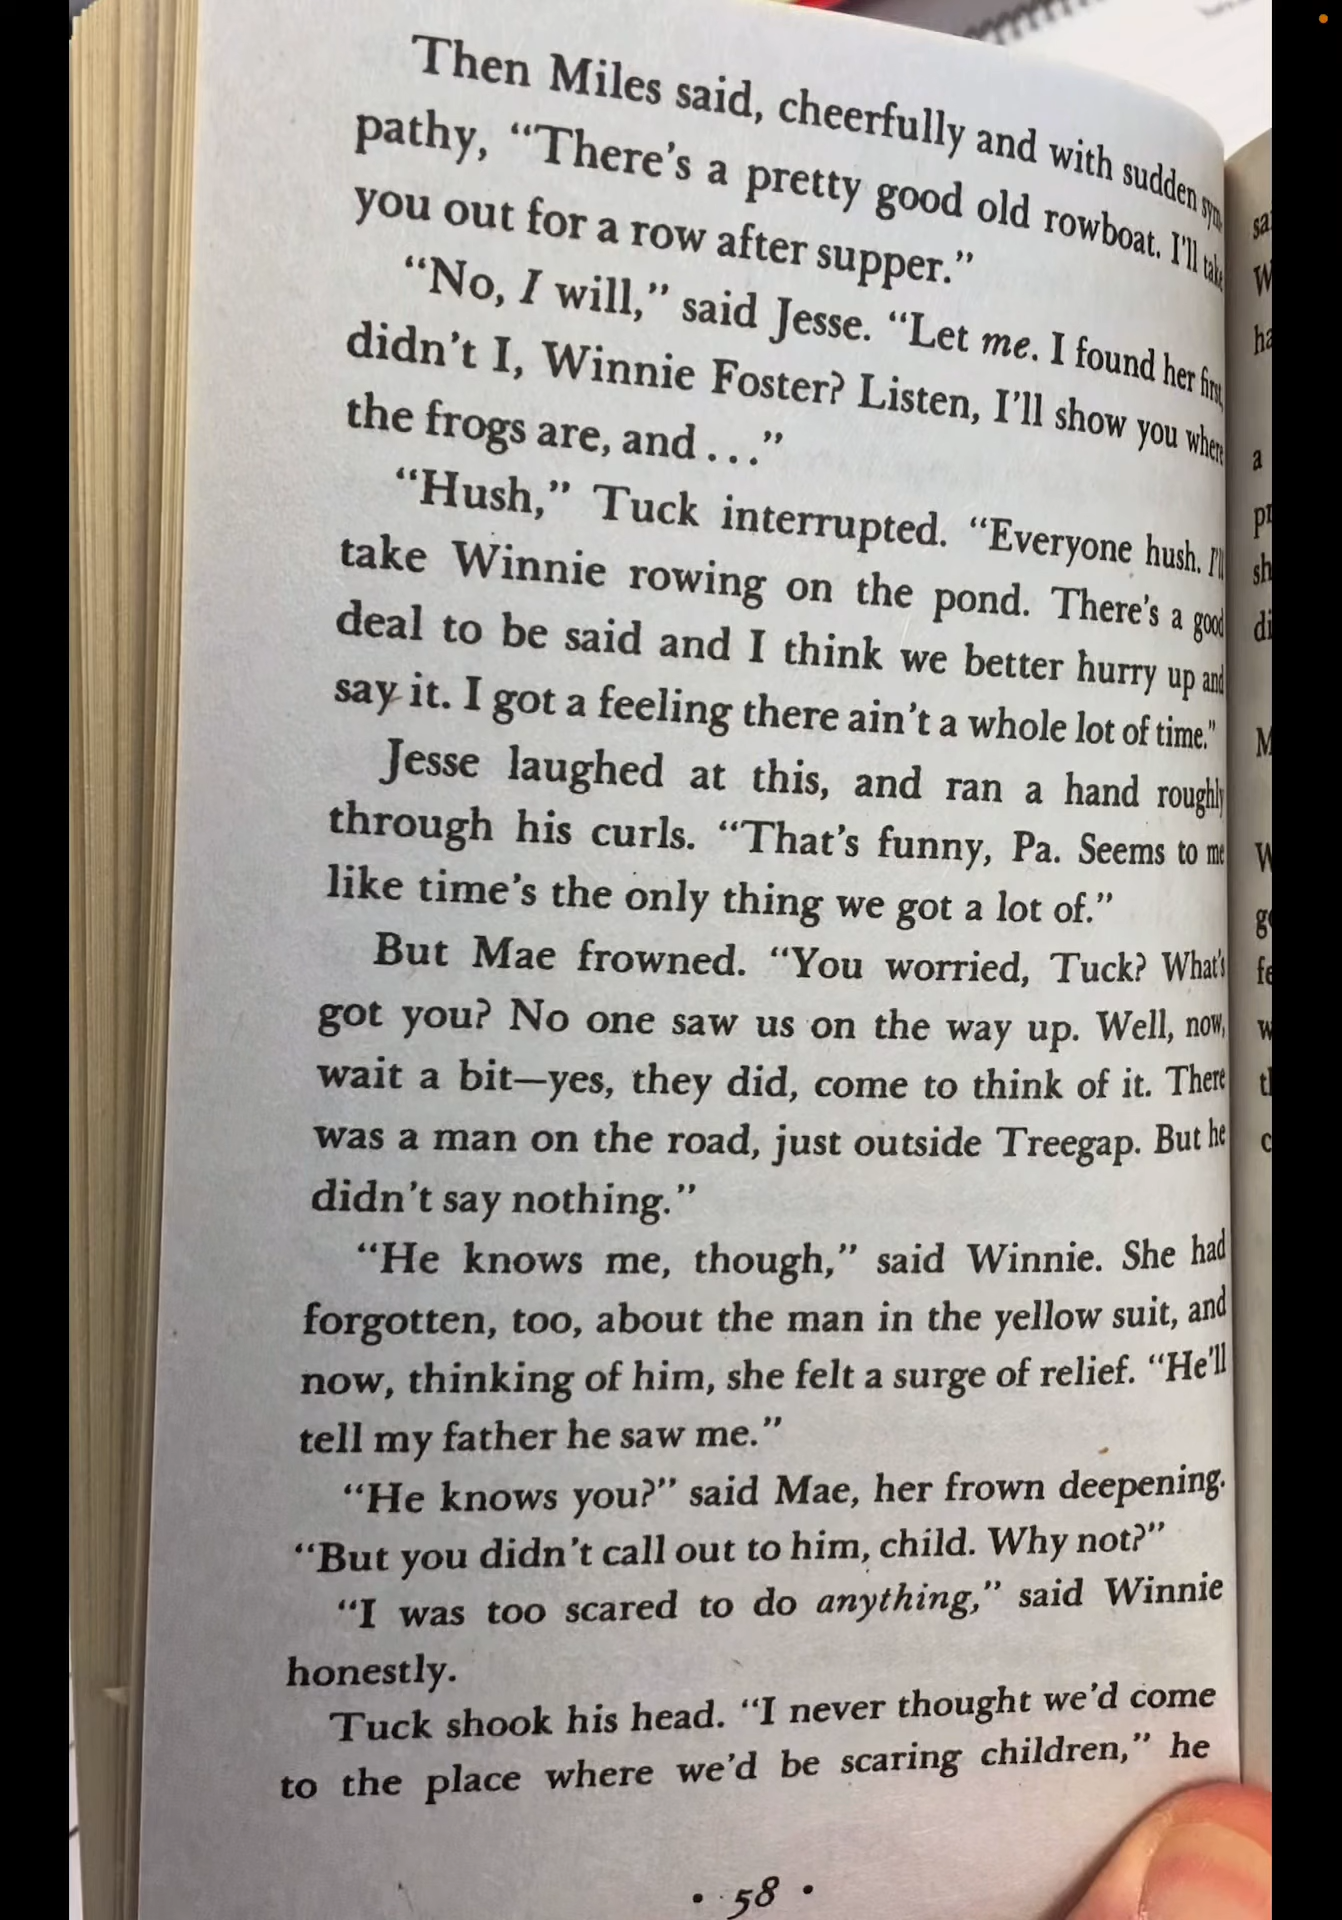 Then Miles said, cheerfully and with sudden sym-
pathy, “There’s a pretty good old rowboat. I’ll take
you out for a row after supper.”
“No, I will,” said Jesse. “Let me. I found her first,
didn’t I, Winnie Foster? Listen, I’ll show you where
the frogs are, and . . .”
“Hush,” Tuck interrupted. “Everyone hush. I’ll
take Winnie rowing on the pond. There’s a good
deal to be said and I think we better hurry up and
say it. I got a feeling there ain’t a whole lot of time.”
Jesse laughed at this, and ran a hand roughly
through his curls. “That’s funny, Pa. Seems to me
like time’s the only thing we got a lot of.”
But Mae frowned. “You worried, Tuck? What’s
got you? No one saw us on the way up. Well, now,
wait a bit—yes, they did, come to think of it. There
was a man on the road, just outside Treegap. But he
didn’t say nothing.”
“He knows me, though,” said Winnie. She had
forgotten, too, about the man in the yellow suit, and
now, thinking of him, she felt a surge of relief. “He’ll
tell my father he saw me.”
“He knows you?” said Mae, her frown deepening.
“But you didn’t call out to him, child. Why not?”
“I was too scared to do anything,” said Winnie
honestly.
Tuck shook his head. “I never thought we’d come
to the place where we’d be scaring children,” he
• 58 •